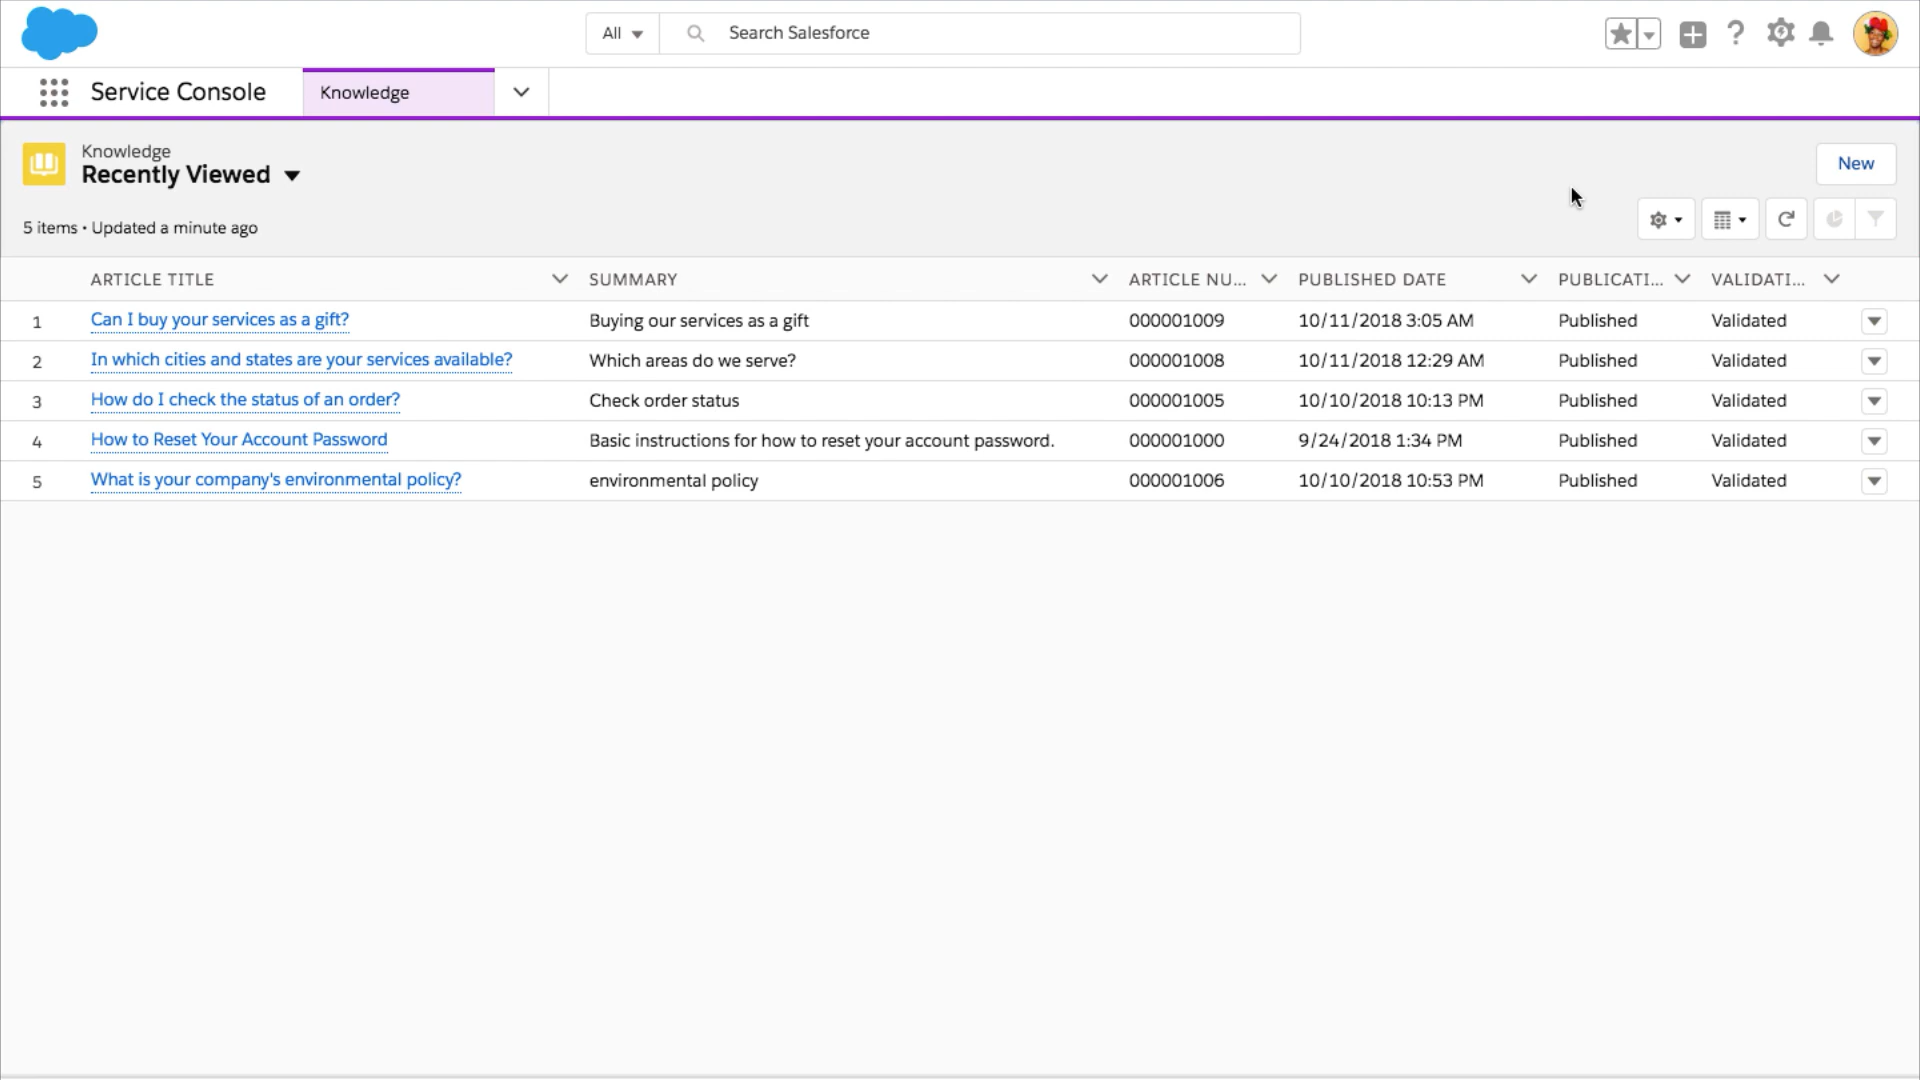 All
Search Salesforce
Service Console
Knowledge
Knowledge
Recently Viewed
New
5 items • Updated a minute ago
ARTICLE TITLE SUMMARY ARTICLE NU... PUBLISHED DATE PUBLICATI... VALIDATI...
1 Can I buy your services as a gift? Buying our services as a gift 000001009 10/11/2018 3:05 AM Published Validated
2 In which cities and states are your services available? Which areas do we serve? 000001008 10/11/2018 12:29 AM Published Validated
3 How do I check the status of an order? Check order status 000001005 10/10/2018 10:13 PM Published Validated
4 How to Reset Your Account Password Basic instructions for how to reset your account password. 000001000 9/24/2018 1:34 PM Published Validated
5 What is your company's environmental policy? environmental policy 000001006 10/10/2018 10:53 PM Published Validated